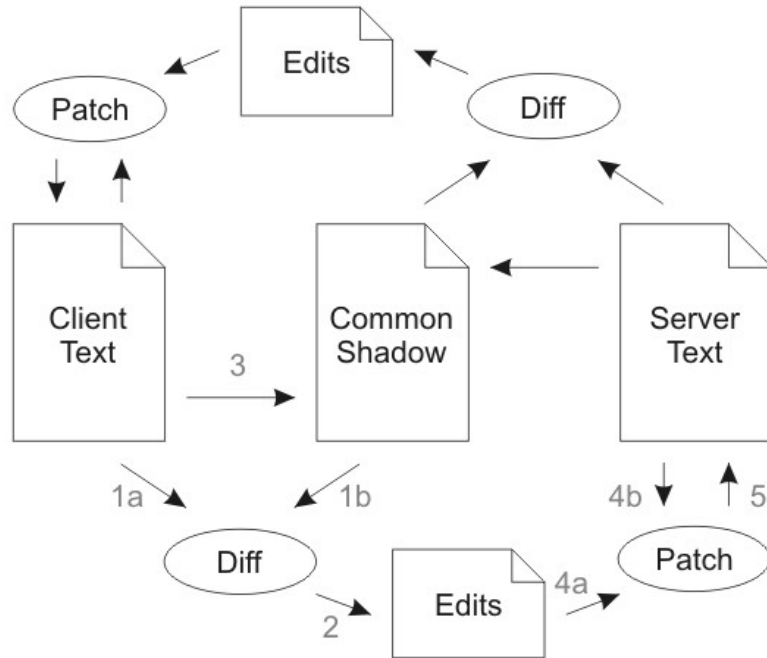 Edits
Patch
Diff
Client
Text
Common
Shadow
Server
Text
3
1a
1b
4b
5
Diff
Patch
2
Edits
4a